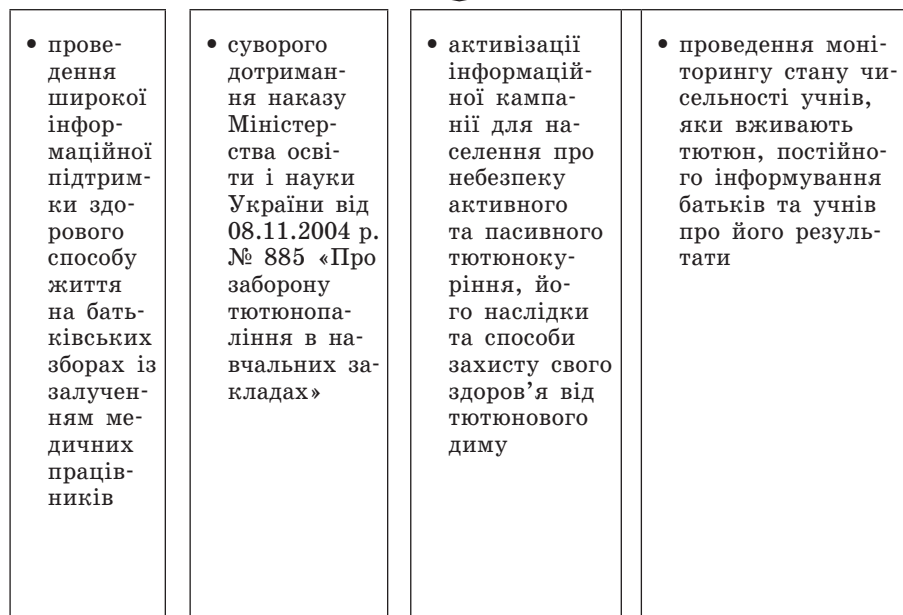 • прове-
дення
широкої
інфор-
маційної
підтрим-
ки здо-
рового
способу
життя
на бать-
ківських
зборах із
залучен-
ням ме-
дичних
праців-
ників
• суворого
дотриман-
ня наказу
Міністер-
ства осві-
ти і науки
України від
08.11.2004 р.
№ 885 «Про
заборону
тютюнопа-
ління в на-
вчальних за-
кладах»
• активізації
інформацій-
ної кампа-
нії для на-
селення про
небезпеку
активного
та пасивного
тютюноку-
ріння, йо-
го наслідки
та способи
захисту свого
здоров’я від
тютюнового
диму
• проведення моні-
торингу стану чи-
сельності учнів,
яки вживають
тютюн, постійно-
го інформування
батьків та учнів
про його резуль-
тати